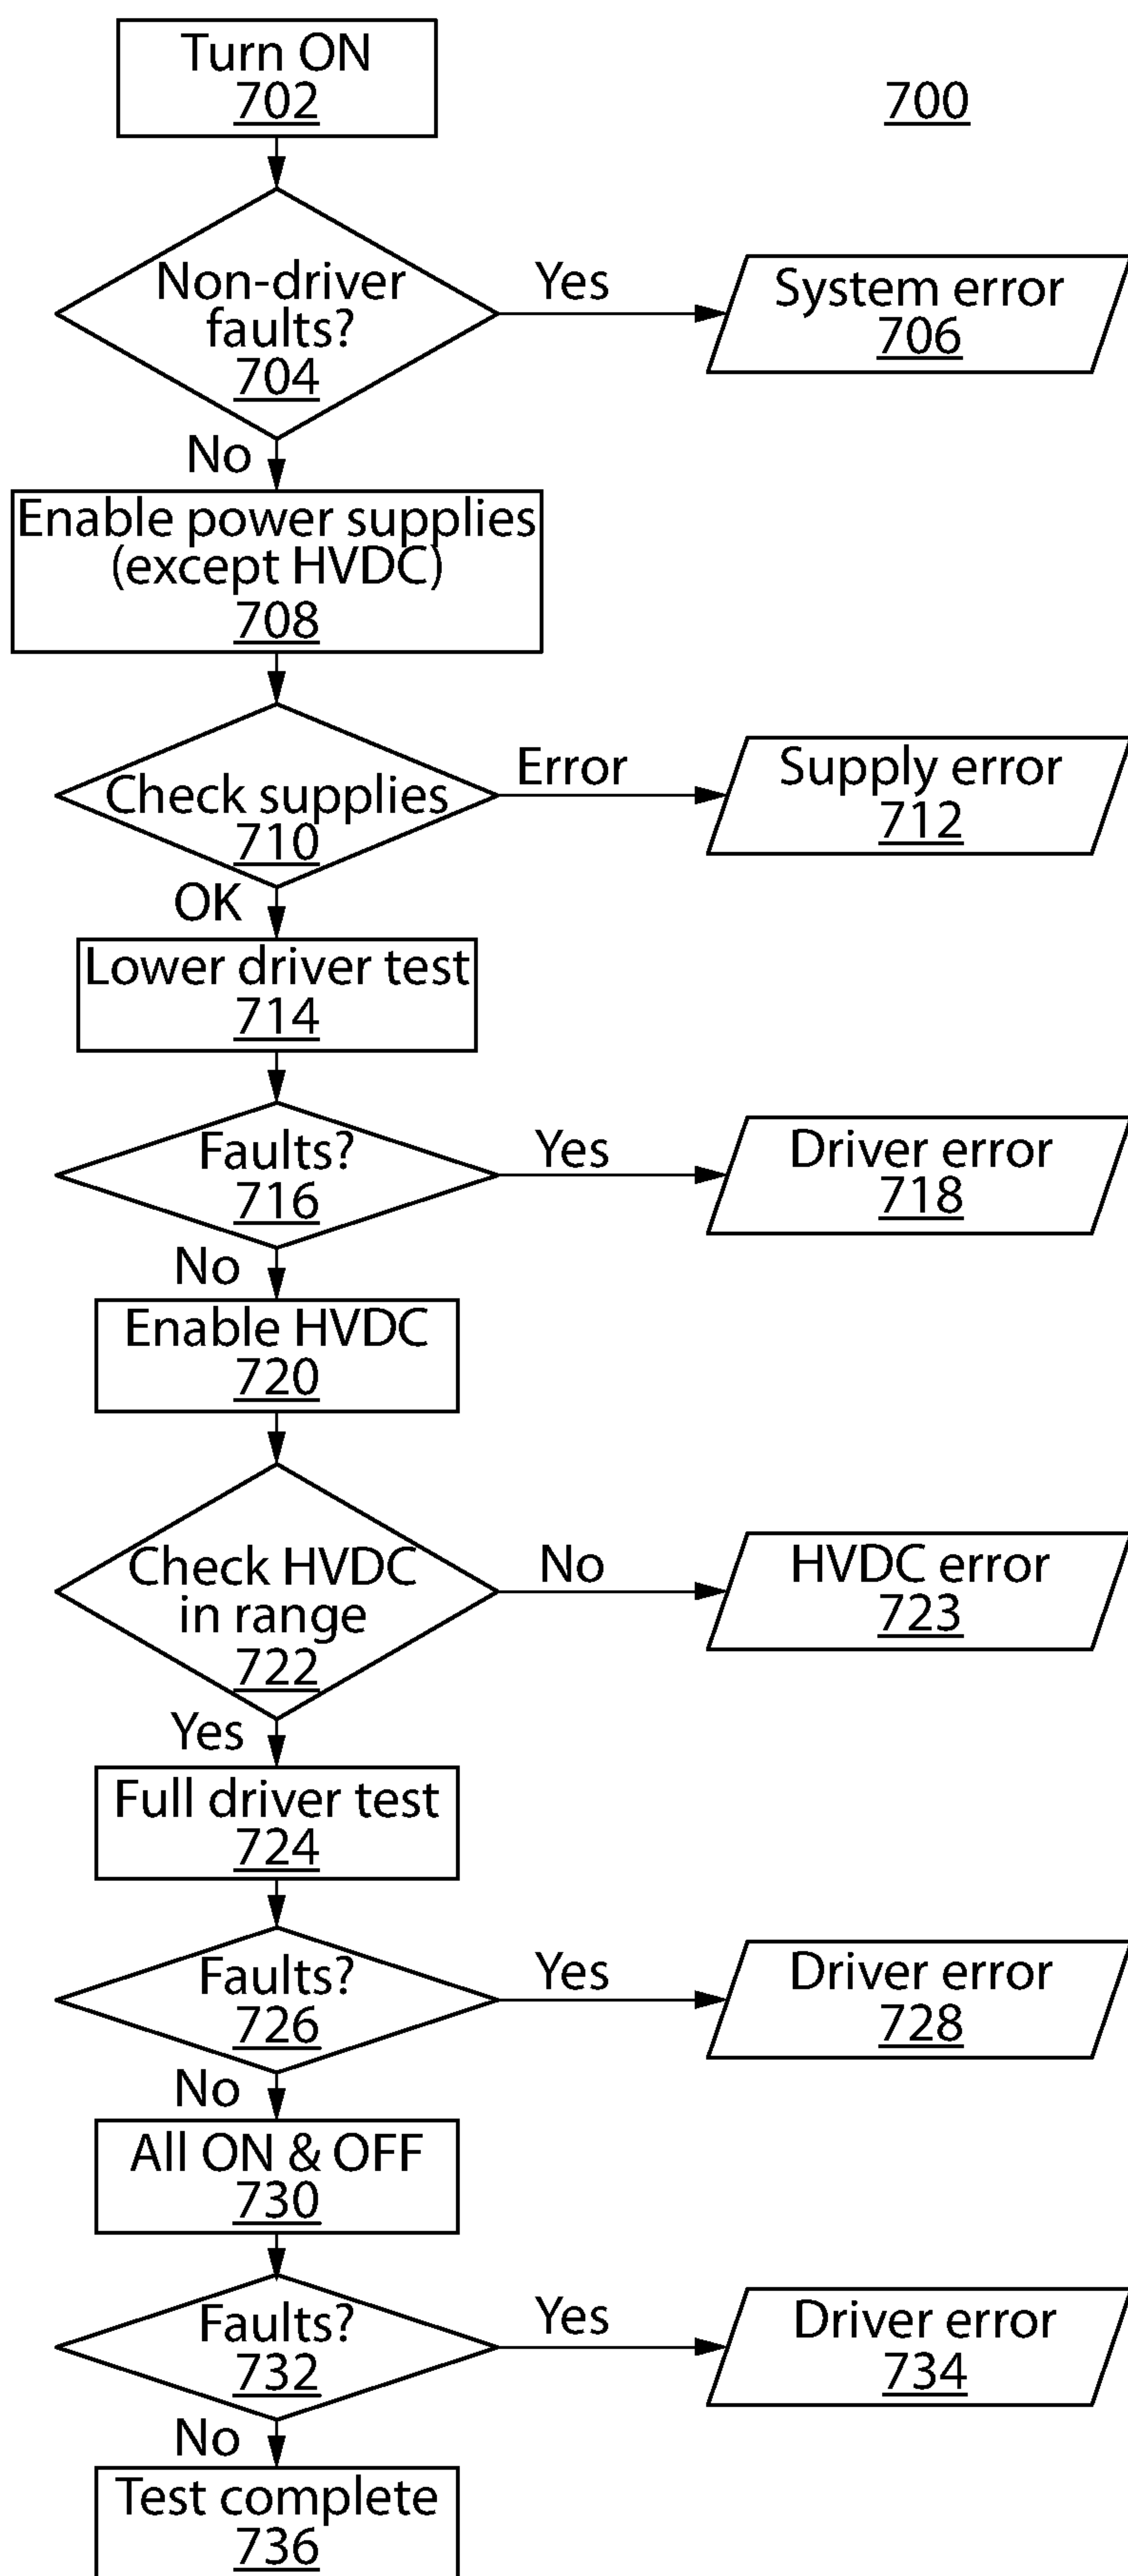 Turn ON
702
700
Non-driver
faults?
704
Yes
System error
706
No
Enable power supplies
(except HVDC)
708
Check supplies
710
Error
Supply error
712
OK
Lower driver test
714
Faults?
716
Yes
Driver error
718
No
Enable HVDC
720
Check HVDC
in range
722
No
HVDC error
723
Yes
Full driver test
724
Faults?
726
Yes
Driver error
728
No
All ON & OFF
730
Faults?
732
Yes
Driver error
734
No
Test complete
736